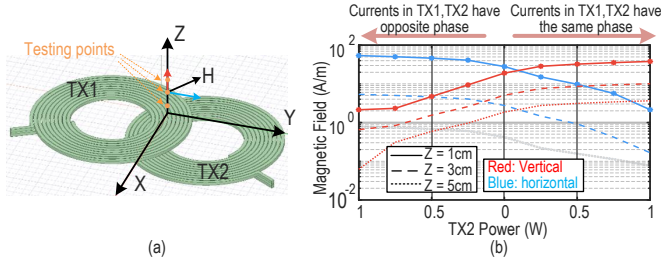 (a)
Testing
points
Z
H
TX1
Y
TX2
X
(a)
Currents in TX1,TX2 have
opposite phase
Currents in TX1,TX2 have
the same phase
Magnetic Field (A/m)
10^2
10^0
10^-2
Z = 1cm
Z = 3cm
Z = 5cm
Red: Vertical
Blue: horizontal
1 0.5 0 0.5 1
TX2 Power (W)
(b)